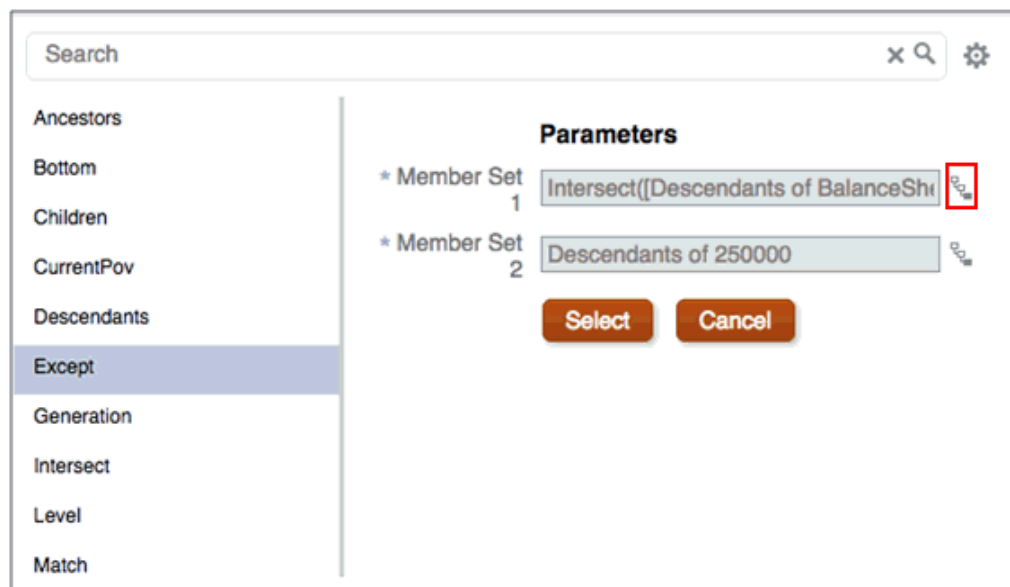 Search
Ancestors
Bottom
Children
CurrentPov
Descendants
Except
Generation
Intersect
Level
Match
Parameters
* Member Set 1
Intersect([Descendants of BalanceShe
* Member Set 2
Descendants of 250000
Select
Cancel